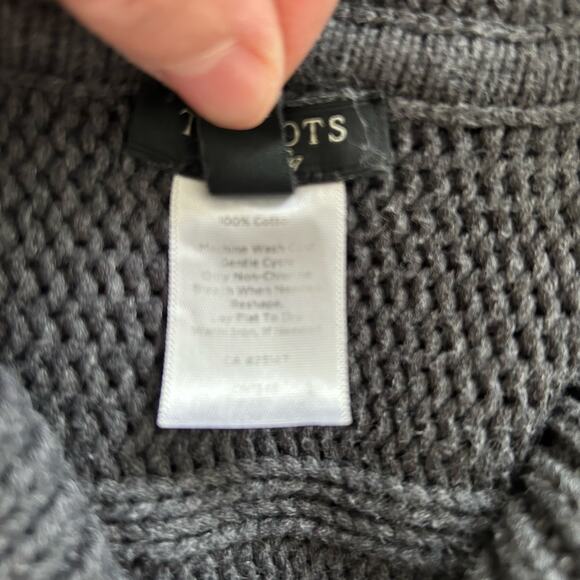 T OTS
100% Cotton
Machine Wash Cold
Gentle Cycle
Only Non-Chlorine
Bleach When Needed
Reshape,
Lay Flat To Dry
Warm Iron, If Needed